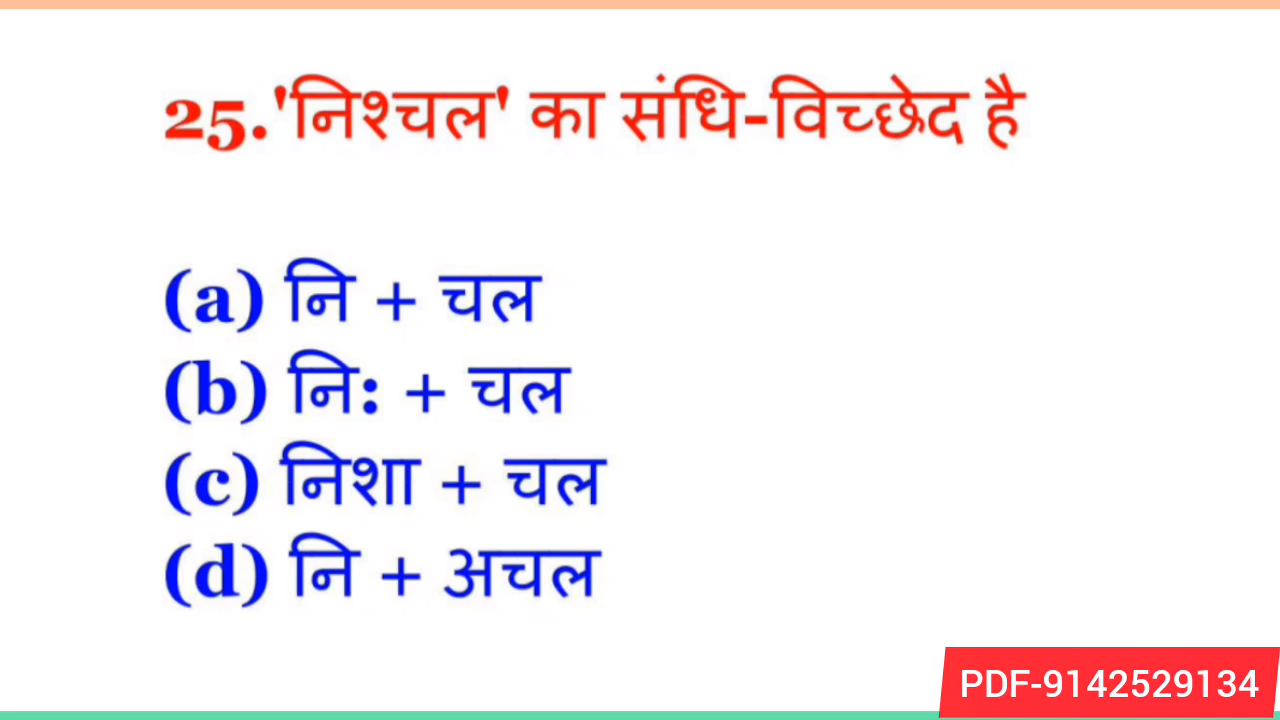 25.'निश्चल' का संधि-विच्छेद है
(a) नि + चल
(b) नि: + चल
(c) निशा + चल
(d) नि + अचल
PDF-9142529134